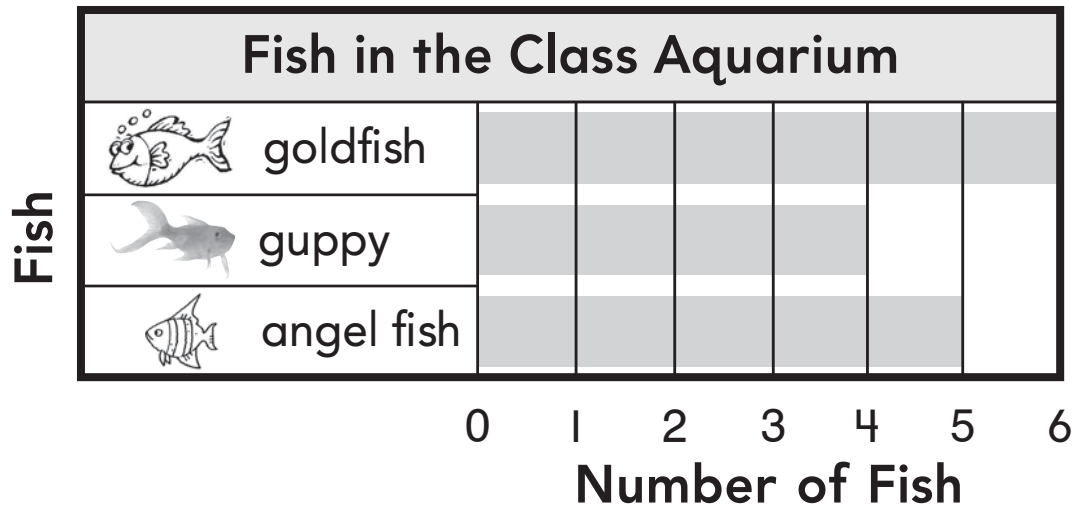 Fish in the Class Aquarium
Fish
goldfish
guppy
angel fish
0 1 2 3 4 5 6
Number of Fish